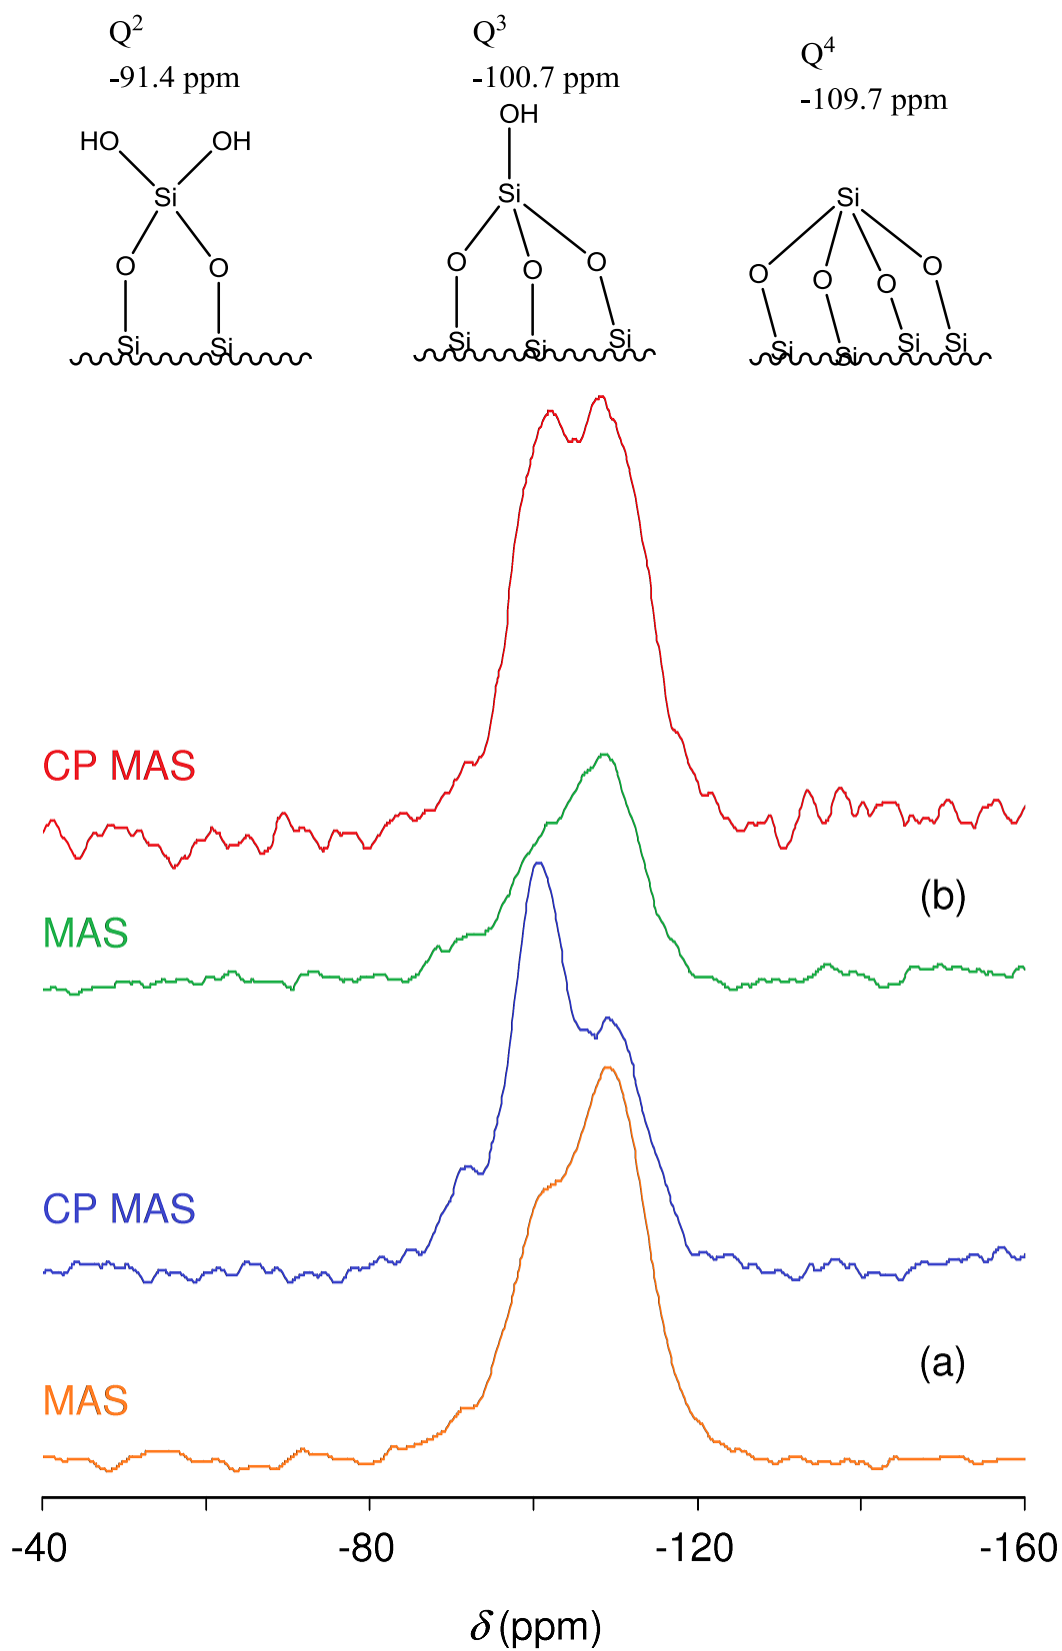 Q²
-91.4 ppm
Q³
-100.7 ppm
Q⁴
-109.7 ppm
HO OH
Si
O O
Si Si
OH
Si
O O O
Si Si Si
Si
O O O O
Si Si Si Si
CP MAS
MAS
(b)
CP MAS
MAS
(a)
-40 -80 -120 -160
δ (ppm)